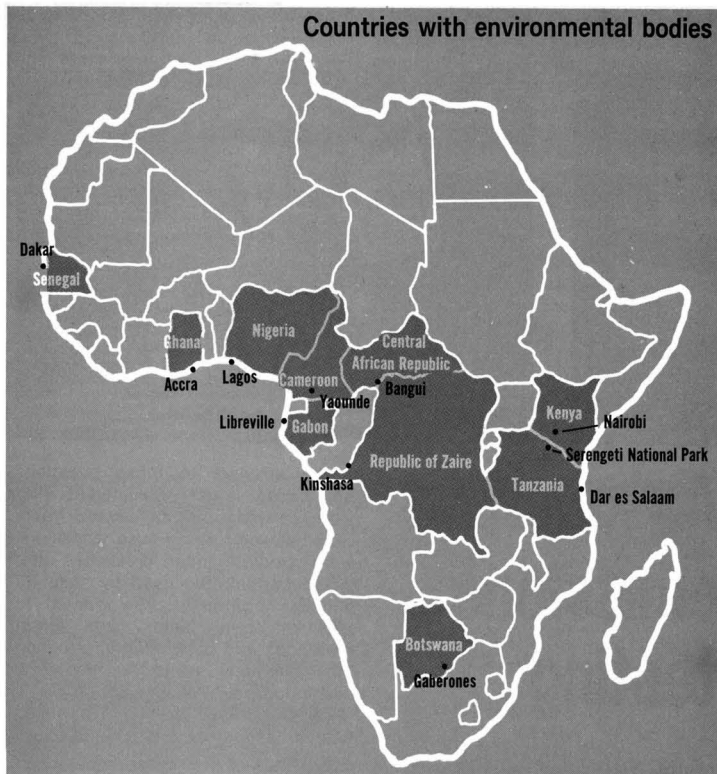 Countries with environmental bodies
Dakar
Senegal
Ghana
Nigeria
Central
African Republic
Accra
Lagos
Cameroon
Yaounde
Bangui
Libreville
Gabon
Kenya
Nairobi
Serengeti National Park
Republic of Zaire
Kinshasa
Tanzania
Dar es Salaam
Botswana
Gaberones